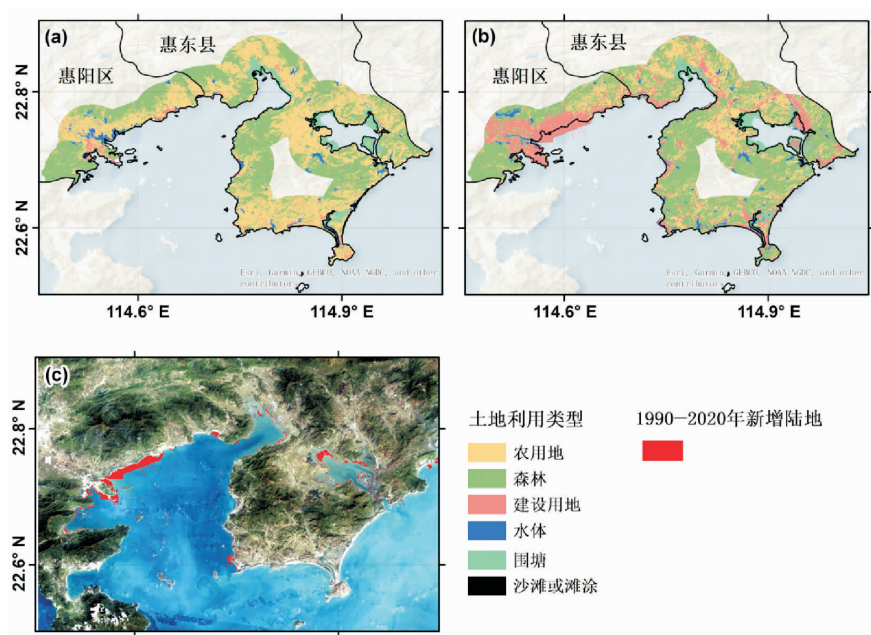 (a)
惠东县
惠阳区
22.8° N
22.6° N
Esri, Garmin, GEBCO, NOAA NGDC, and other
contributor
114.6° E
114.9° E
(b)
惠东县
惠阳区
Esri, Garmin, GEBCO, NOAA NGDC, and other
contributor
114.6° E
114.9° E
(c)
22.8° N
22.6° N
土地利用类型
农用地
森林
建设用地
水体
围塘
沙滩或滩涂
1990-2020年新增陆地